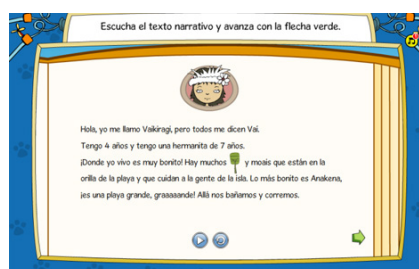 Escucha el texto narrativo y avanza con la flecha verde.
Hola, yo me llamo Vaikiragi, pero todos me dicen Vai.
Tengo 4 años y tengo una hermanita de 7 años.
¡Donde yo vivo es muy bonito! Hay muchos y moais que están en la
orilla de la playa y que cuidan a la gente de la isla. Lo más bonito es Anakena,
¡es una playa grande, graaaaande! Allá nos bañamos y corremos.